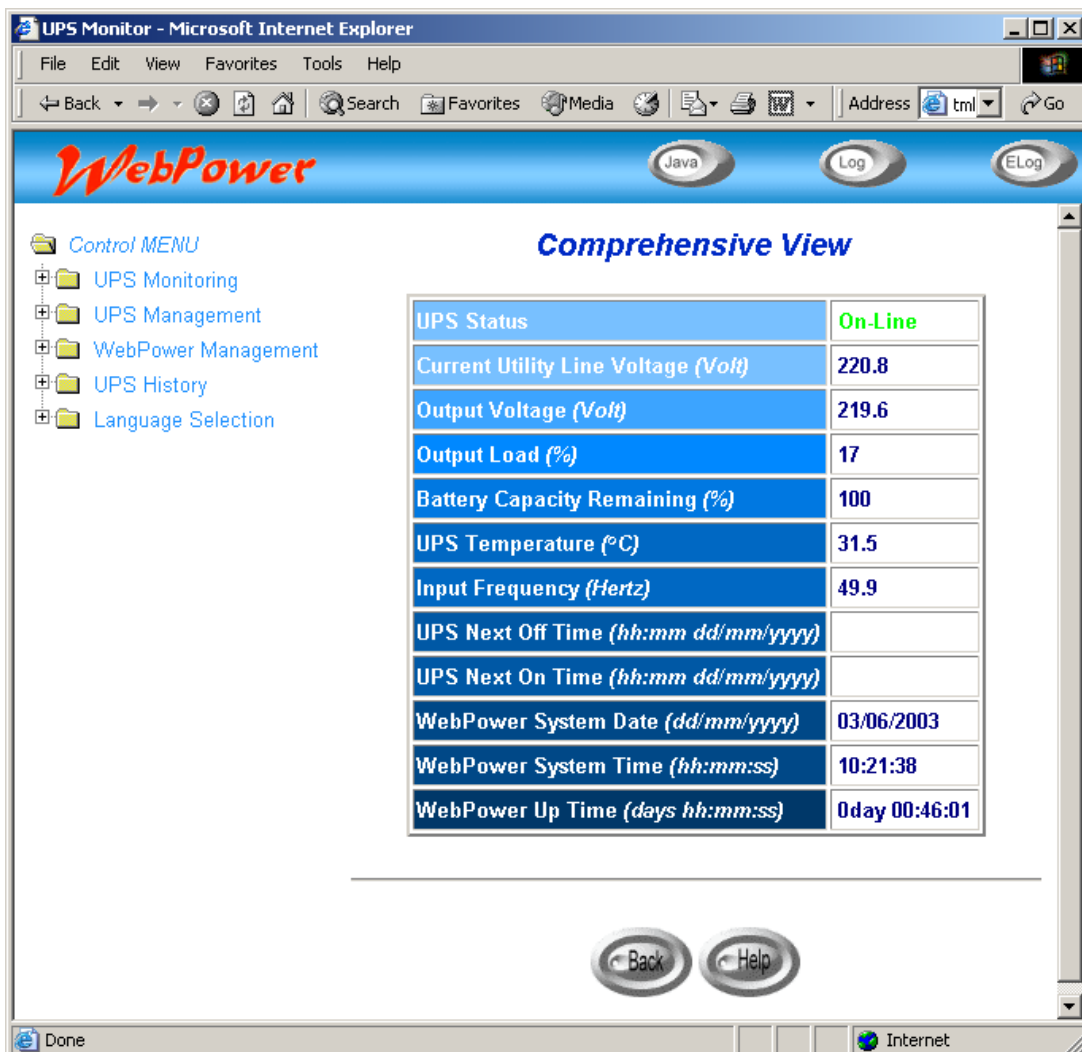 UPS Monitor - Microsoft Internet Explorer
File Edit View Favorites Tools Help
Back Search Favorites Media Address tml Go
WebPower Java Log ELog
Control MENU
UPS Monitoring
UPS Management
WebPower Management
UPS History
Language Selection
Comprehensive View
UPS Status On-Line
Current Utility Line Voltage (Volt) 220.8
Output Voltage (Volt) 219.6
Output Load (%) 17
Battery Capacity Remaining (%) 100
UPS Temperature (°C) 31.5
Input Frequency (Hertz) 49.9
UPS Next Off Time (hh:mm dd/mm/yyyy)
UPS Next On Time (hh:mm dd/mm/yyyy)
WebPower System Date (dd/mm/yyyy) 03/06/2003
WebPower System Time (hh:mm:ss) 10:21:38
WebPower Up Time (days hh:mm:ss) 0day 00:46:01
Back Help
Done Internet